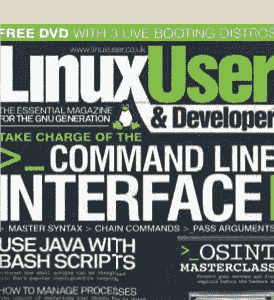 FREE DVD WITH 3 LIVE BOOTING DISTROS
www.linuxuser.co.uk
LinuxUser
THE ESSENTIAL MAGAZINE
FOR THE GNU GENERATION
& Developer
TAKE CHARGE OF THE
>_COMMAND LINE
INTERFACE
> MASTER SYNTAX > CHAIN COMMANDS > PASS ARGUMENTS
USE JAVA WITH
BASH SCRIPTS
>_OSINT
MASTERCLASS
HOW TO MANAGE PROCESSES